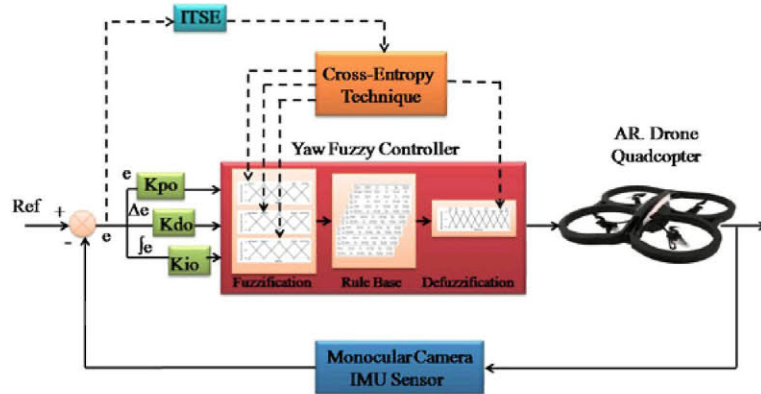 ITSE
Cross-Entropy
Technique
Yaw Fuzzy Controller
AR. Drone
Quadcopter
Ref
+
-
e
e
Δe
∫e
Kpo
Kdo
Kio
Fuzzification
Rule Base
Defuzzification
Monocular Camera
IMU Sensor